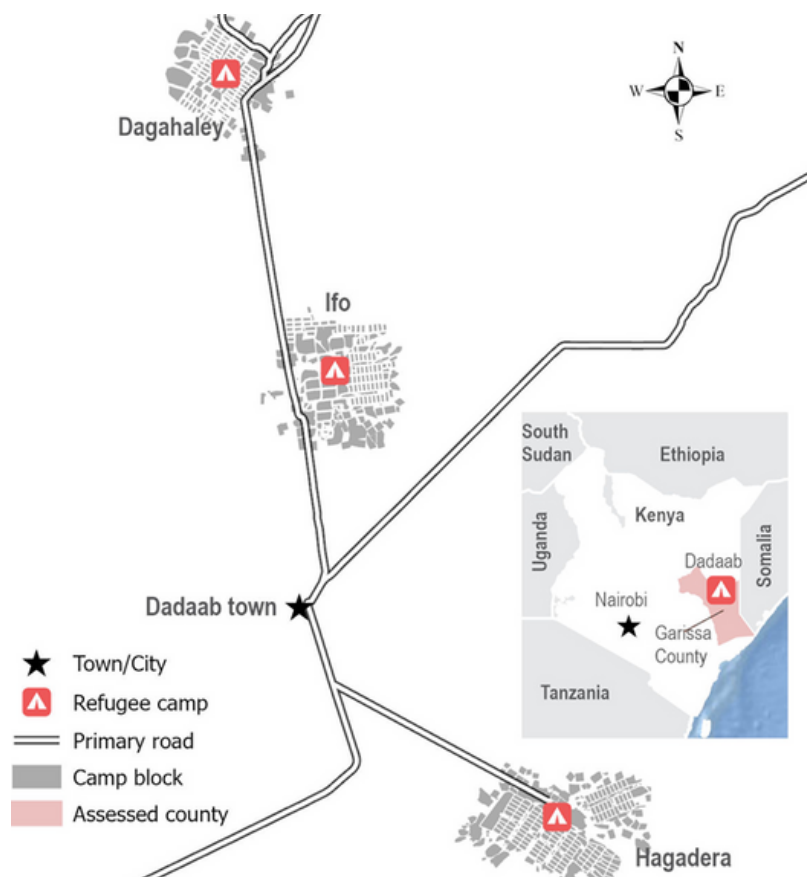 Dagahaley
N
W
E
S
Ifo
South
Sudan
Ethiopia
Uganda
Kenya
Somalia
Dadaab
Nairobi
Garissa
County
Tanzania
Dadaab town
Town/City
Refugee camp
Primary road
Camp block
Assessed county
Hagadera